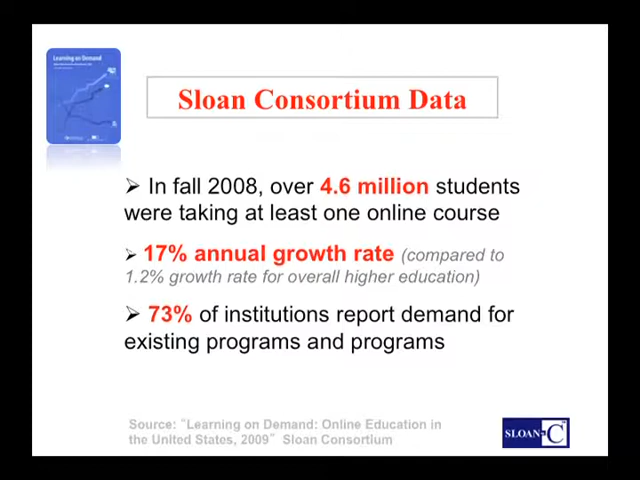 Learning on Demand
Sloan Consortium Data
➢ In fall 2008, over 4.6 million students
were taking at least one online course
➢ 17% annual growth rate (compared to
1.2% growth rate for overall higher education)
➢ 73% of institutions report demand for
existing programs and programs
Source: “Learning on Demand: Online Education in
the United States, 2009” Sloan Consortium
SLOAN-C